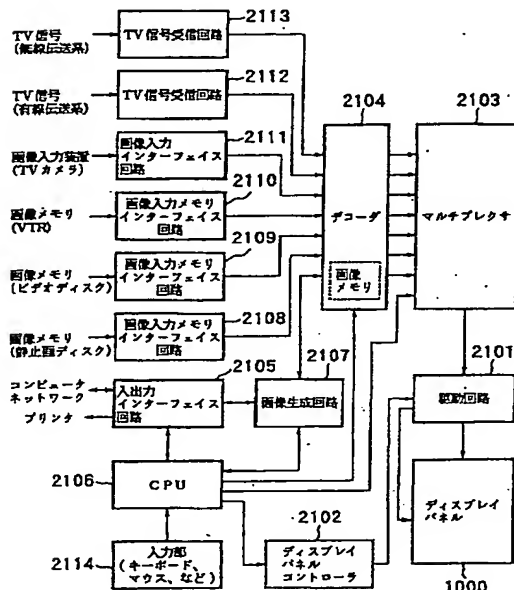 2113
TV信号
(無線伝送系)
TV信号受信回路
2112
TV信号
(有線伝送系)
TV信号受信回路
2104
2103
2111
画像入力装置
(TVカメラ)
画像入力
インターフェイス
回路
2110
画像メモリ
(VTR)
画像入力メモリ
インターフェイス
回路
デコーダ
マルチプレクサ
2109
画像メモリ
(ビデオディスク)
画像入力メモリ
インターフェイス
回路
画像
メモリ
2108
画像メモリ
(静止画ディスク)
画像入力メモリ
インターフェイス
回路
2105
2107
2101
コンピュータ
ネットワーク
プリンタ
入出力
インターフェイス
回路
画像生成回路
駆動回路
2106
CPU
2102
ディスプレイ
パネル
2114
入力部
(キーボード、
マウス、など)
ディスプレイ
パネル
コントローラ
1000